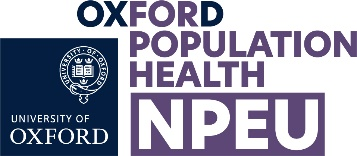 OXFORD
POPULATION
HEALTH
NPEU
UNIVERSITY OF
OXFORD